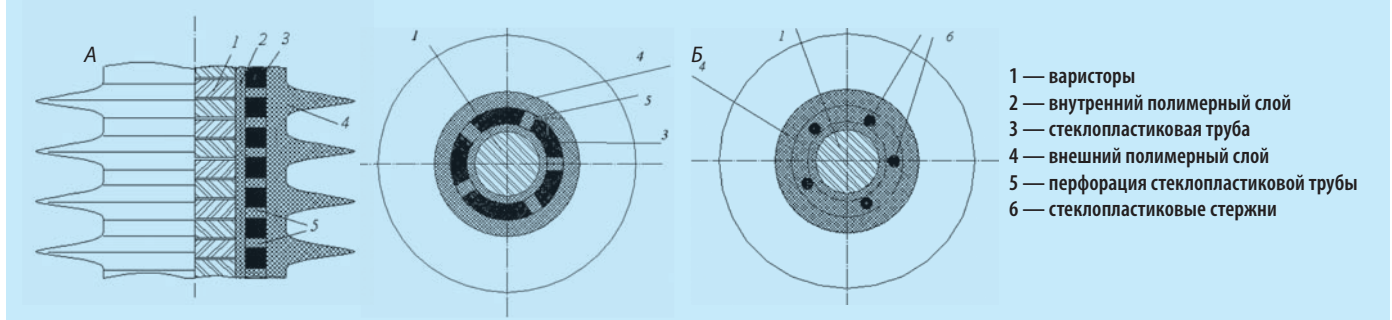 А
1
2
3
4
5
1
4
5
3
Б
4
1
6
1 — варисторы
2 — внутренний полимерный слой
3 — стеклопластиковая труба
4 — внешний полимерный слой
5 — перфорация стеклопластиковой трубы
6 — стеклопластиковые стержни